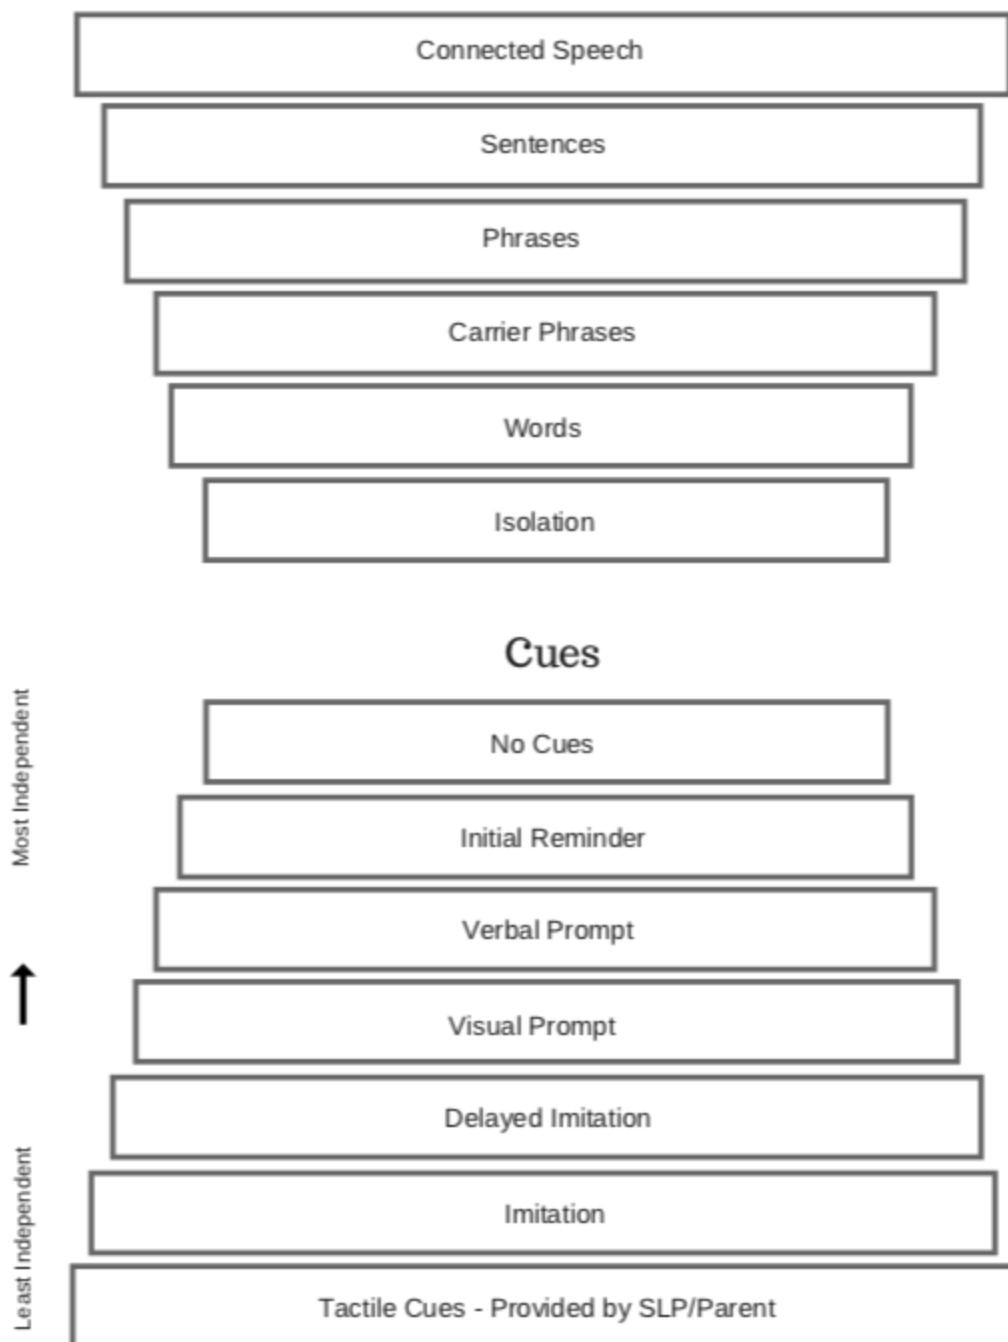 Connected Speech
Sentences
Phrases
Carrier Phrases
Words
Isolation
Cues
Most Independent
No Cues
Initial Reminder
Verbal Prompt
Visual Prompt
Delayed Imitation
Least Independent
Imitation
Tactile Cues - Provided by SLP/Parent